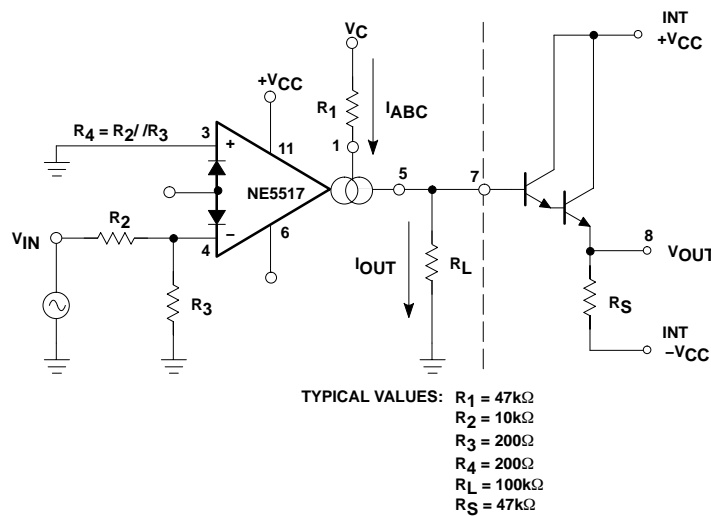 VC
INT
+VCC
+VCC
R1
IABC
R4 = R2/ /R3
3
+
11
1
NE5517
5
7
R2
VIN
4
−
6
8
VOUT
IOUT
RL
RS
R3
INT
−VCC
TYPICAL VALUES: R1 = 47kΩ
R2 = 10kΩ
R3 = 200Ω
R4 = 200Ω
RL = 100kΩ
RS = 47kΩ